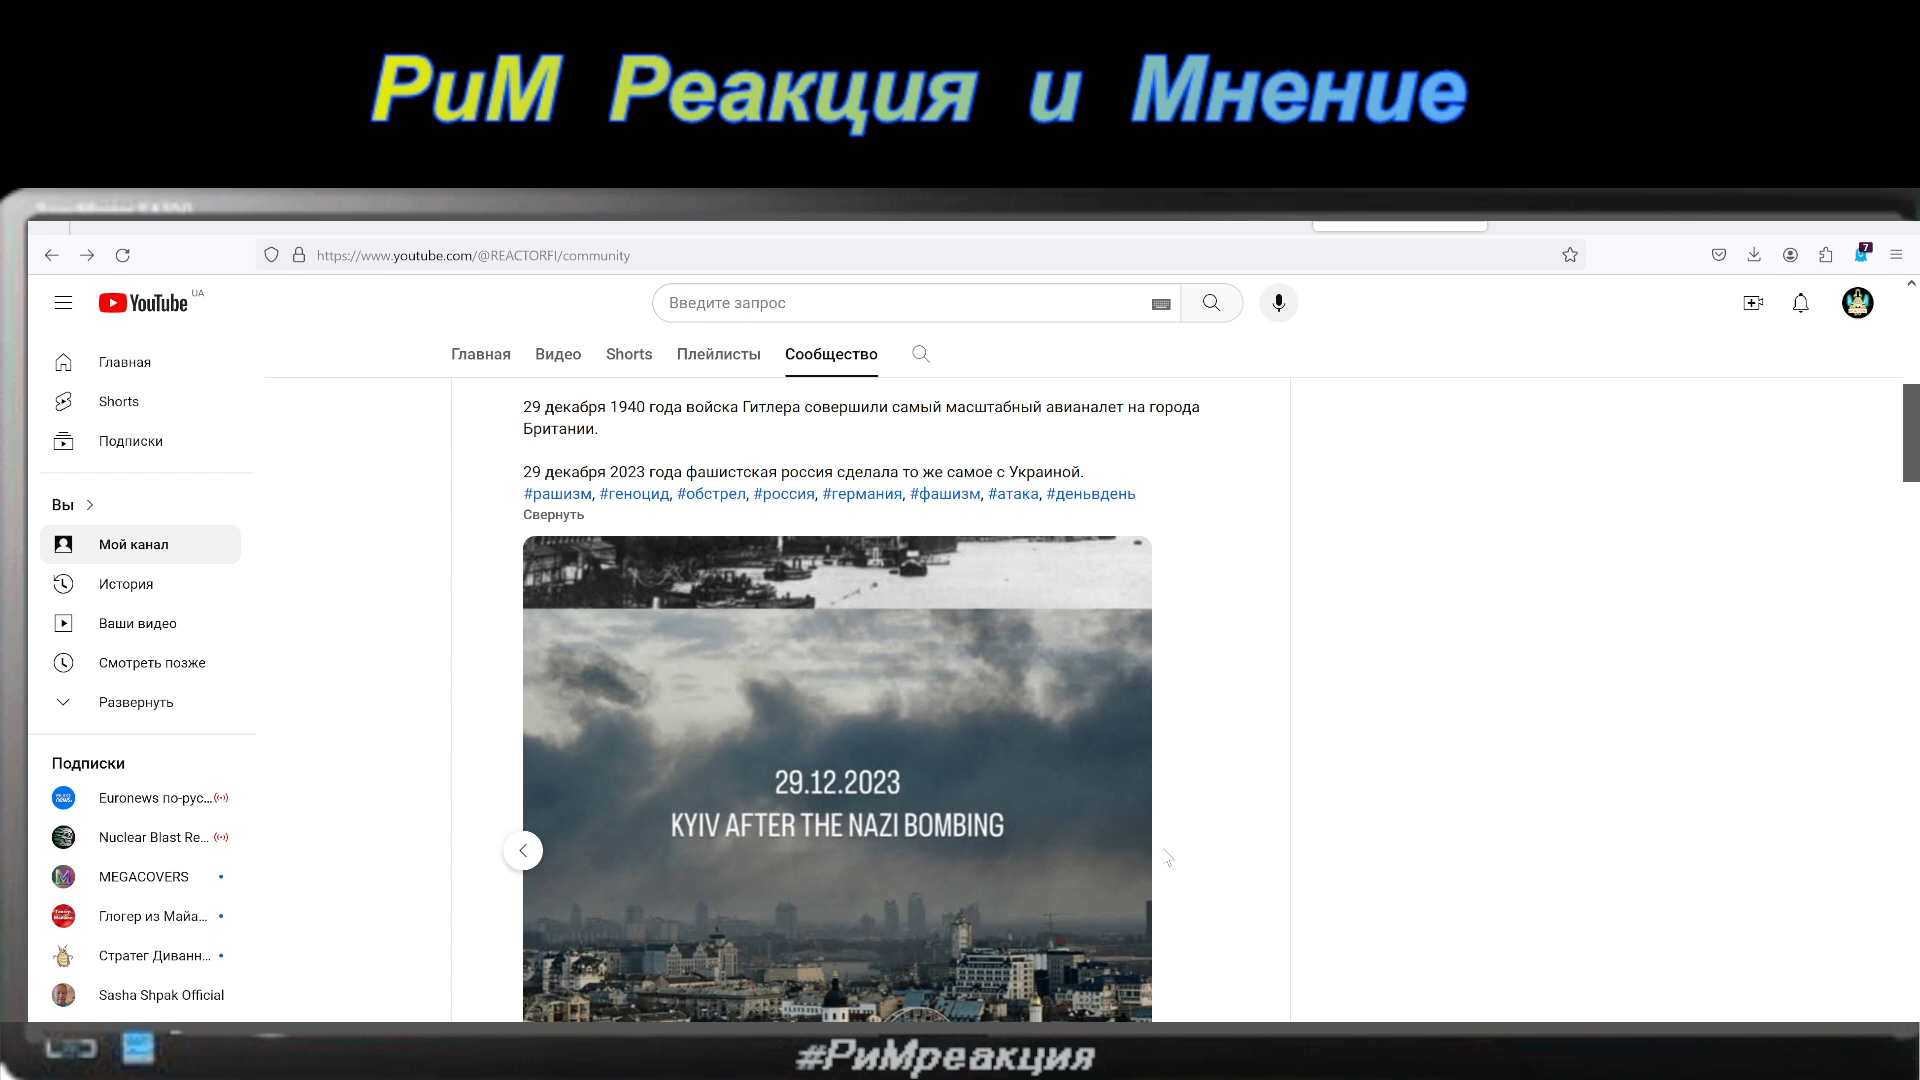 РиМ Реакция и Мнение
https://www.youtube.com/@REACTORFI/community
7
YouTube UA
Введите запрос
Главная
Видео
Shorts
Плейлисты
Сообщество
Главная
Shorts
Подписки
Вы
Мой канал
История
Ваши видео
Смотреть позже
Развернуть
Подписки
Euronews по-рус...
Nuclear Blast Re...
MEGACOVERS
Глогер из Майа...
Стратег Диванн...
Sasha Shpak Official
29 декабря 1940 года войска Гитлера совершили самый масштабный авианалет на города
Британии.
29 декабря 2023 года фашистская россия сделала то же самое с Украиной.
#рашизм, #геноцид, #обстрел, #россия, #германия, #фашизм, #атака, #деньвдень
Свернуть
29.12.2023
KYIV AFTER THE NAZI BOMBING
#РиМреакция